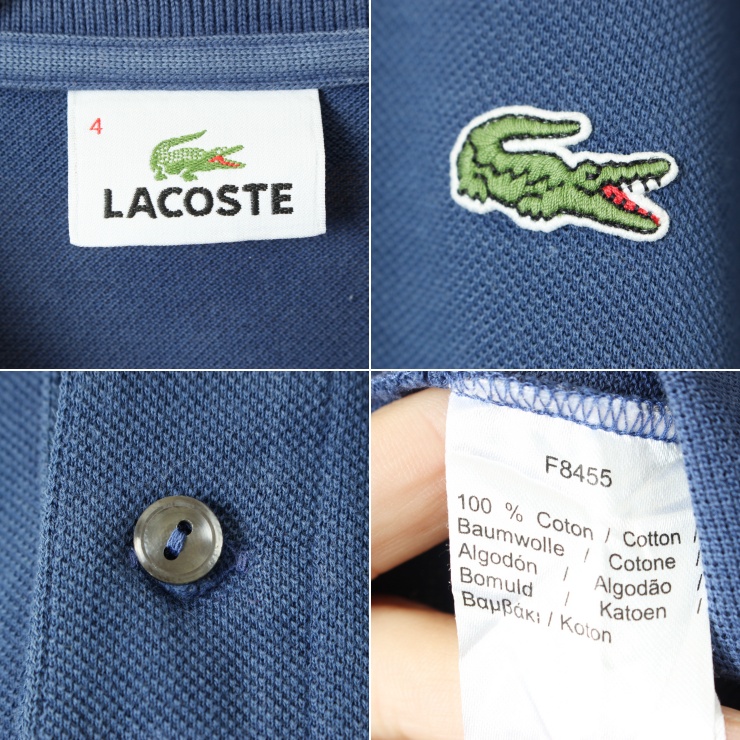 4
LACOSTE
F8455
100 % Coton / Cotton /
Baumwolle / Cotone /
Algodón / Algodão /
Bomuld / Katoen /
Βαμβάκι / Koton